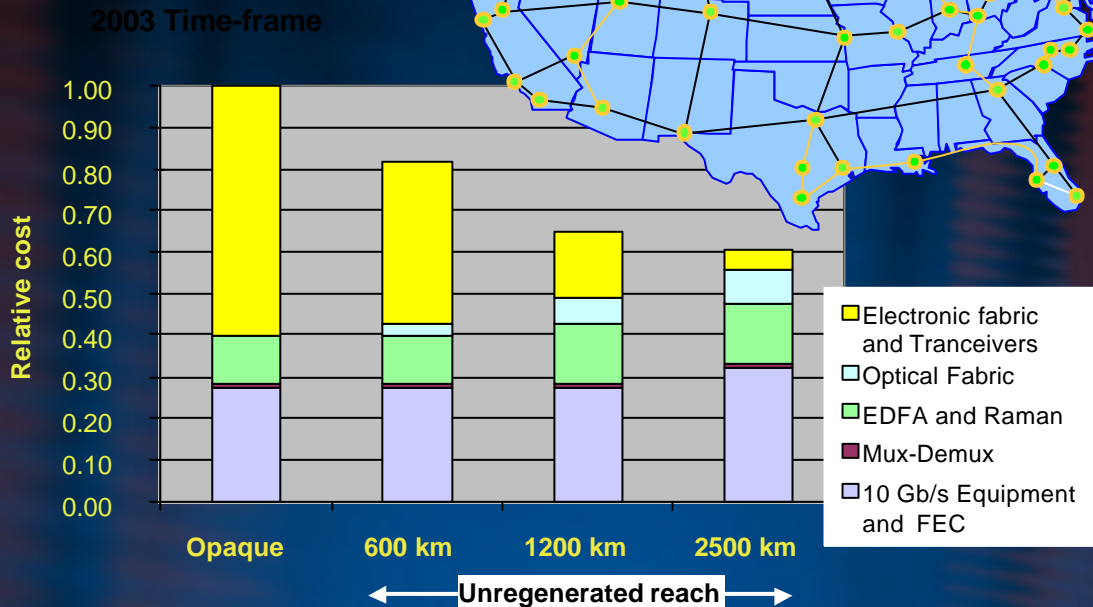 2003 Time-frame
Relative cost
1.00
0.90
0.80
0.70
0.60
0.50
0.40
0.30
0.20
0.10
0.00
Opaque
600 km
1200 km
2500 km
Unregenerated reach
Electronic fabric
and Tranceivers
Optical Fabric
EDFA and Raman
Mux-Demux
10 Gb/s Equipment
and FEC